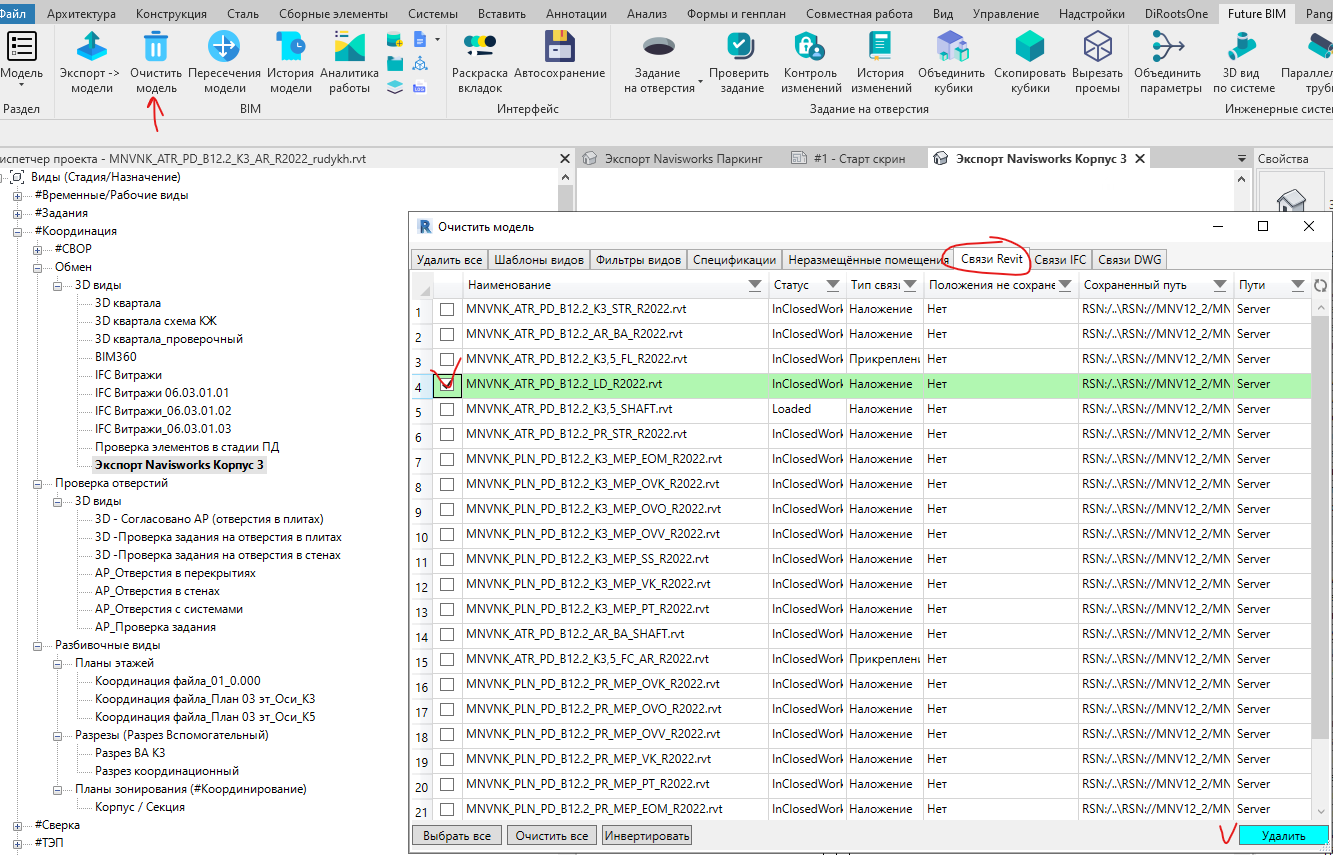 Файл Архитектура Конструкция Сталь Сборные элементы Системы Вставить Аннотации Анализ Формы и генплан Совместная работа Вид Управление Надстройки DiRootsOne Future BIM Pang
Модель Экспорт -> Очистить Пересечения История Аналитика Раскраска Автосохранение Задание Проверить Контроль История Объединить Скопировать Вырезать Объединить 3D вид Параллел
модели модель модели модели работы вкладок на отверстия задание изменений изменений кубики кубики проемы параметры по системе трубы
Раздел BIM Интерфейс Задание на отверстия Инженерные систе
испетчер проекта - MNVNK_ATR_PD_B12.2_K3_AR_R2022_rudykh.rvt
Экспорт Navisworks Паркинг #1 - Старт скрин Экспорт Navisworks Корпус 3 Свойства
Виды (Стадия/Назначение)
#Временные/Рабочие виды
#Задания
#Координация
#СВОР
Обмен
3D виды
3D квартала
3D квартала схема КЖ
3D квартала_проверочный
BIM360
IFC Витражи
IFC Витражи 06.03.01.01
IFC Витражи_06.03.01.02
IFC Витражи_06.03.01.03
Проверка элементов в стадии ПД
Экспорт Navisworks Корпус 3
Проверка отверстий
3D виды
3D - Согласовано АР (отверстия в плитах)
3D -Проверка задания на отверстия в плитах
3D -Проверка задания на отверстия в стенах
АР_Отверстия в перекрытиях
АР_Отверстия в стенах
АР_Отверстия с системами
АР_Проверка задания
Разбивочные виды
Планы этажей
Координация файла_01_0.000
Координация файла_План 03 эт_Оси_К3
Координация файла_План 03 эт_Оси_К5
Разрезы (Разрез Вспомогательный)
Разрез ВА К3
Разрез координационный
Планы зонирования (#Координирование)
Корпус / Секция
#Сверка
#ТЭП
R Очистить модель
Удалить все Шаблоны видов Фильтры видов Спецификации Неразмещённые помещения Связи Revit Связи IFC Связи DWG
Наименование Статус Тип связи Положения не сохране Сохраненный путь Пути
1 MNVNK_ATR_PD_B12.2_K3_STR_R2022.rvt InClosedWork Наложение Нет RSN:/..\RSN://MNV12_2/MN Server
2 MNVNK_ATR_PD_B12.2_AR_BA_R2022.rvt InClosedWork Наложение Нет RSN:/..\RSN://MNV12_2/MN Server
3 MNVNK_ATR_PD_B12.2_K3,5_FL_R2022.rvt InClosedWork Прикреплени Нет RSN:/..\RSN://MNV12_2/MN Server
4 MNVNK_ATR_PD_B12.2_LD_R2022.rvt InClosedWork Наложение Нет RSN:/..\RSN://MNV12_2/MN Server
5 MNVNK_ATR_PD_B12.2_K3,5_SHAFT.rvt Loaded Наложение Нет RSN:/..\RSN://MNV12_2/MN Server
6 MNVNK_ATR_PD_B12.2_PR_STR_R2022.rvt InClosedWork Наложение Нет RSN:/..\RSN://MNV12_2/MN Server
7 MNVNK_PLN_PD_B12.2_K3_MEP_EOM_R2022.rvt InClosedWork Наложение Нет RSN:/..\RSN://MNV12_2/MN Server
8 MNVNK_PLN_PD_B12.2_K3_MEP_OVK_R2022.rvt InClosedWork Наложение Нет RSN:/..\RSN://MNV12_2/MN Server
9 MNVNK_PLN_PD_B12.2_K3_MEP_OVO_R2022.rvt InClosedWork Наложение Нет RSN:/..\RSN://MNV12_2/MN Server
10 MNVNK_PLN_PD_B12.2_K3_MEP_OVV_R2022.rvt InClosedWork Наложение Нет RSN:/..\RSN://MNV12_2/MN Server
11 MNVNK_PLN_PD_B12.2_K3_MEP_SS_R2022.rvt InClosedWork Наложение Нет RSN:/..\RSN://MNV12_2/MN Server
12 MNVNK_PLN_PD_B12.2_K3_MEP_VK_R2022.rvt InClosedWork Наложение Нет RSN:/..\RSN://MNV12_2/MN Server
13 MNVNK_PLN_PD_B12.2_K3_MEP_PT_R2022.rvt InClosedWork Наложение Нет RSN:/..\RSN://MNV12_2/MN Server
14 MNVNK_ATR_PD_B12.2_AR_BA_SHAFT.rvt InClosedWork Наложение Нет RSN:/..\RSN://MNV12_2/MN Server
15 MNVNK_ATR_PD_B12.2_K3,5_FC_AR_R2022.rvt InClosedWork Прикреплени Нет RSN:/..\RSN://MNV12_2/MN Server
16 MNVNK_PLN_PD_B12.2_PR_MEP_OVK_R2022.rvt InClosedWork Наложение Нет RSN:/..\RSN://MNV12_2/MN Server
17 MNVNK_PLN_PD_B12.2_PR_MEP_OVO_R2022.rvt InClosedWork Наложение Нет RSN:/..\RSN://MNV12_2/MN Server
18 MNVNK_PLN_PD_B12.2_PR_MEP_OVV_R2022.rvt InClosedWork Наложение Нет RSN:/..\RSN://MNV12_2/MN Server
19 MNVNK_PLN_PD_B12.2_PR_MEP_VK_R2022.rvt InClosedWork Наложение Нет RSN:/..\RSN://MNV12_2/MN Server
20 MNVNK_PLN_PD_B12.2_PR_MEP_PT_R2022.rvt InClosedWork Наложение Нет RSN:/..\RSN://MNV12_2/MN Server
21 MNVNK_PLN_PD_B12.2_PR_MEP_EOM_R2022.rvt InClosedWork Наложение Нет RSN:/..\RSN://MNV12_2/MN Server
Выбрать все Очистить все Инвертировать Удалить